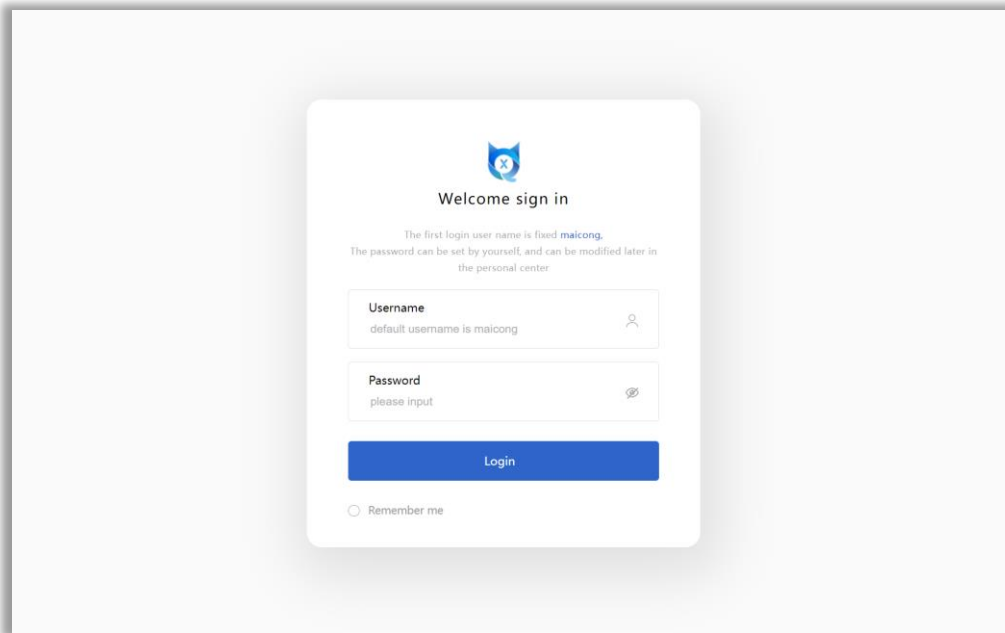 X
Welcome sign in
The first login user name is fixed maicong,
The password can be set by yourself, and can be modified later in
the personal center
Username
default username is maicong
Password
please input
Login
Remember me